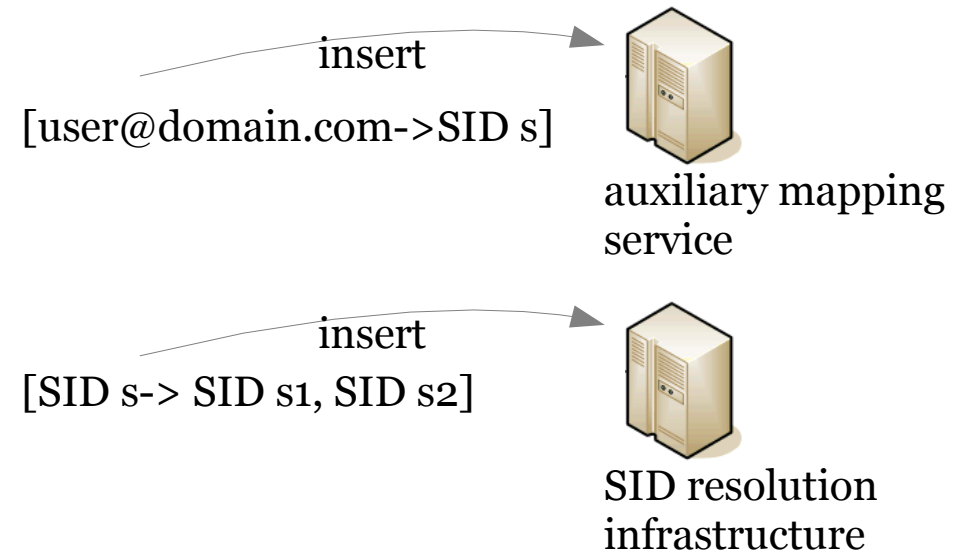 insert
[user@domain.com->SID s]
auxiliary mapping
service
insert
[SID s-> SID s1, SID s2]
SID resolution
infrastructure